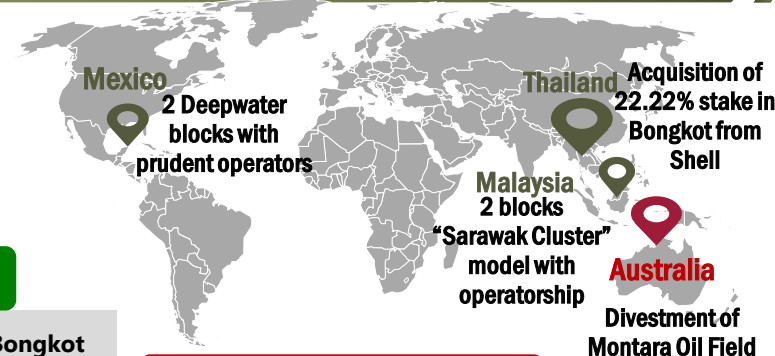 Mexico
2 Deepwater
blocks with
prudent operators
Thailand
Acquisition of
22.22% stake in
Bongkot from
Shell
Malaysia
2 blocks
“Sarawak Cluster”
model with
operatorship
Australia
Divestment of
Montara Oil Field
Bongkot